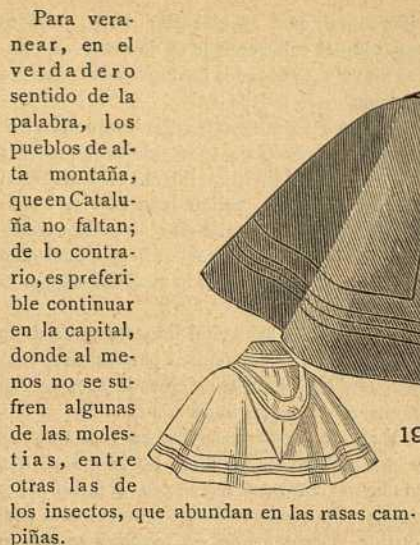 Para vera-
near, en el
verdadero
sentido de la
palabra, los
pueblos de al-
ta montaña,
que en Catalu-
ña no faltan;
de lo contra-
rio, es preferi-
ble continuar
en la capital,
donde al me-
nos no se su-
fren algunas
de las moles-
tias, entre
otras las de
los insectos, que abundan en las rasas cam-
piñas.
19